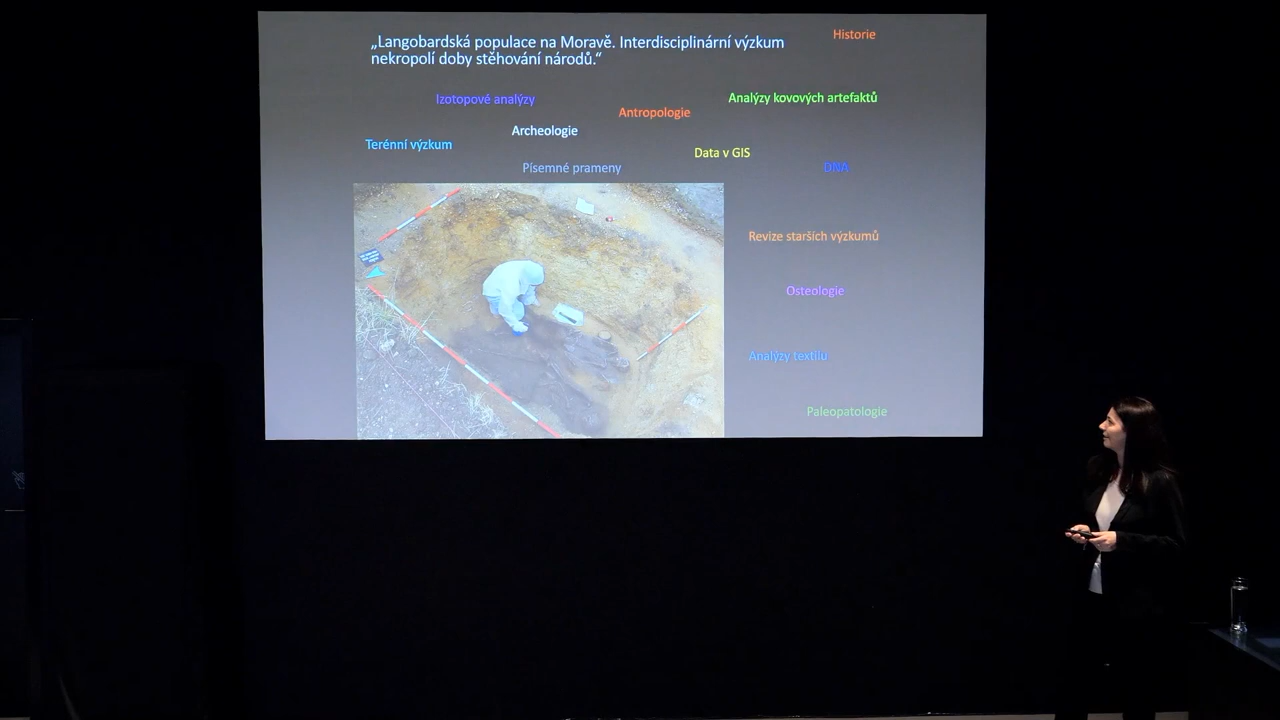 „Langobardská populace na Moravě. Interdisciplinární výzkum
nekropolí doby stěhování národů.“
Historie
Izotopové analýzy
Analýzy kovových artefaktů
Antropologie
Archeologie
Terénní výzkum
Data v GIS
Písemné prameny
DNA
Revize starších výzkumů
Osteologie
Analýzy textilu
Paleopatologie